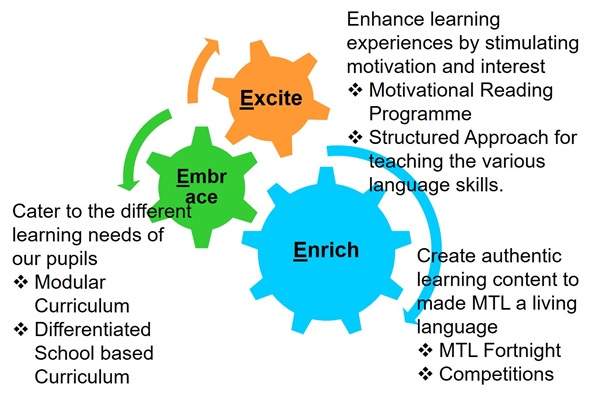 Enhance learning
experiences by stimulating
motivation and interest
❖ Motivational Reading
Programme
❖ Structured Approach for
teaching the various
language skills.
Excite
Embr
ace
Enrich
Cater to the different
learning needs of
our pupils
❖ Modular
Curriculum
❖ Differentiated
School based
Curriculum
Create authentic
learning content to
made MTL a living
language
❖ MTL Fortnight
❖ Competitions